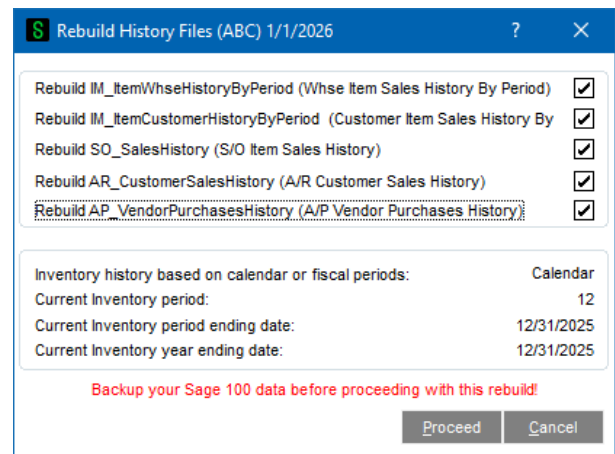 S Rebuild History Files (ABC) 1/1/2026 ?
Rebuild IM_ItemWhseHistoryByPeriod (Whse Item Sales History By Period)
Rebuild IM_ItemCustomerHistoryByPeriod (Customer Item Sales History By
Rebuild SO_SalesHistory (S/O Item Sales History)
Rebuild AR_CustomerSalesHistory (A/R Customer Sales History)
Rebuild AP_VendorPurchasesHistory (A/P Vendor Purchases History)
Inventory history based on calendar or fiscal periods: Calendar
Current Inventory period: 12
Current Inventory period ending date: 12/31/2025
Current Inventory year ending date: 12/31/2025
Backup your Sage 100 data before proceeding with this rebuild!
Proceed Cancel